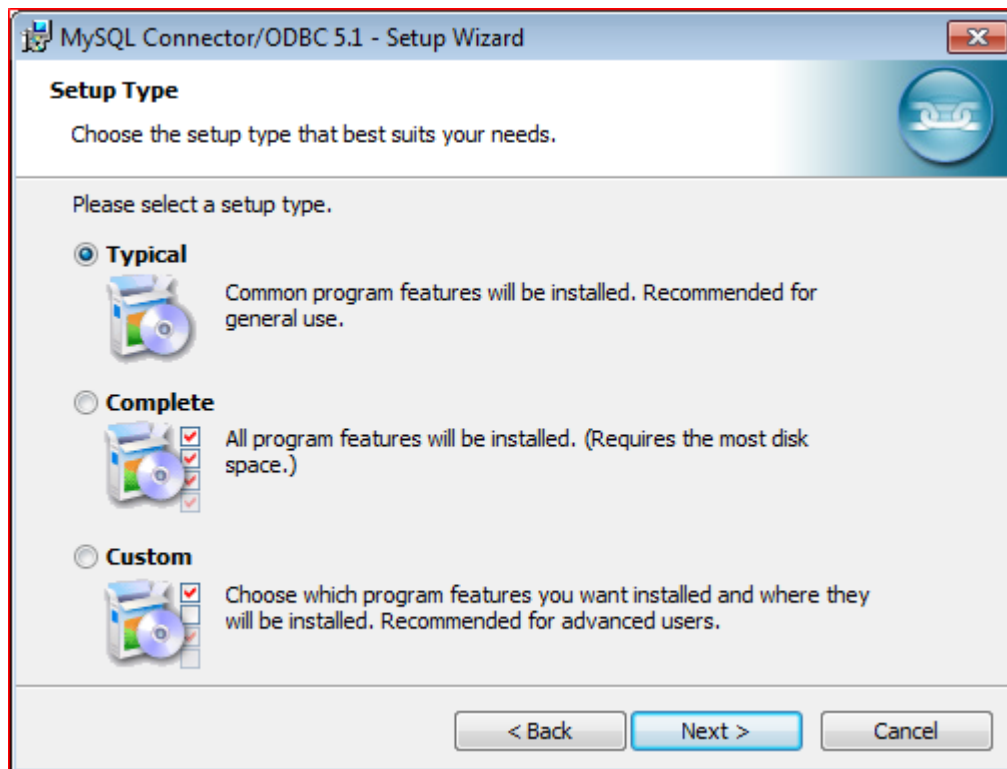 MySQL Connector/ODBC 5.1 - Setup Wizard
Setup Type
Choose the setup type that best suits your needs.
Please select a setup type.
Typical
Common program features will be installed. Recommended for
general use.
Complete
All program features will be installed. (Requires the most disk
space.)
Custom
Choose which program features you want installed and where they
will be installed. Recommended for advanced users.
< Back Next > Cancel